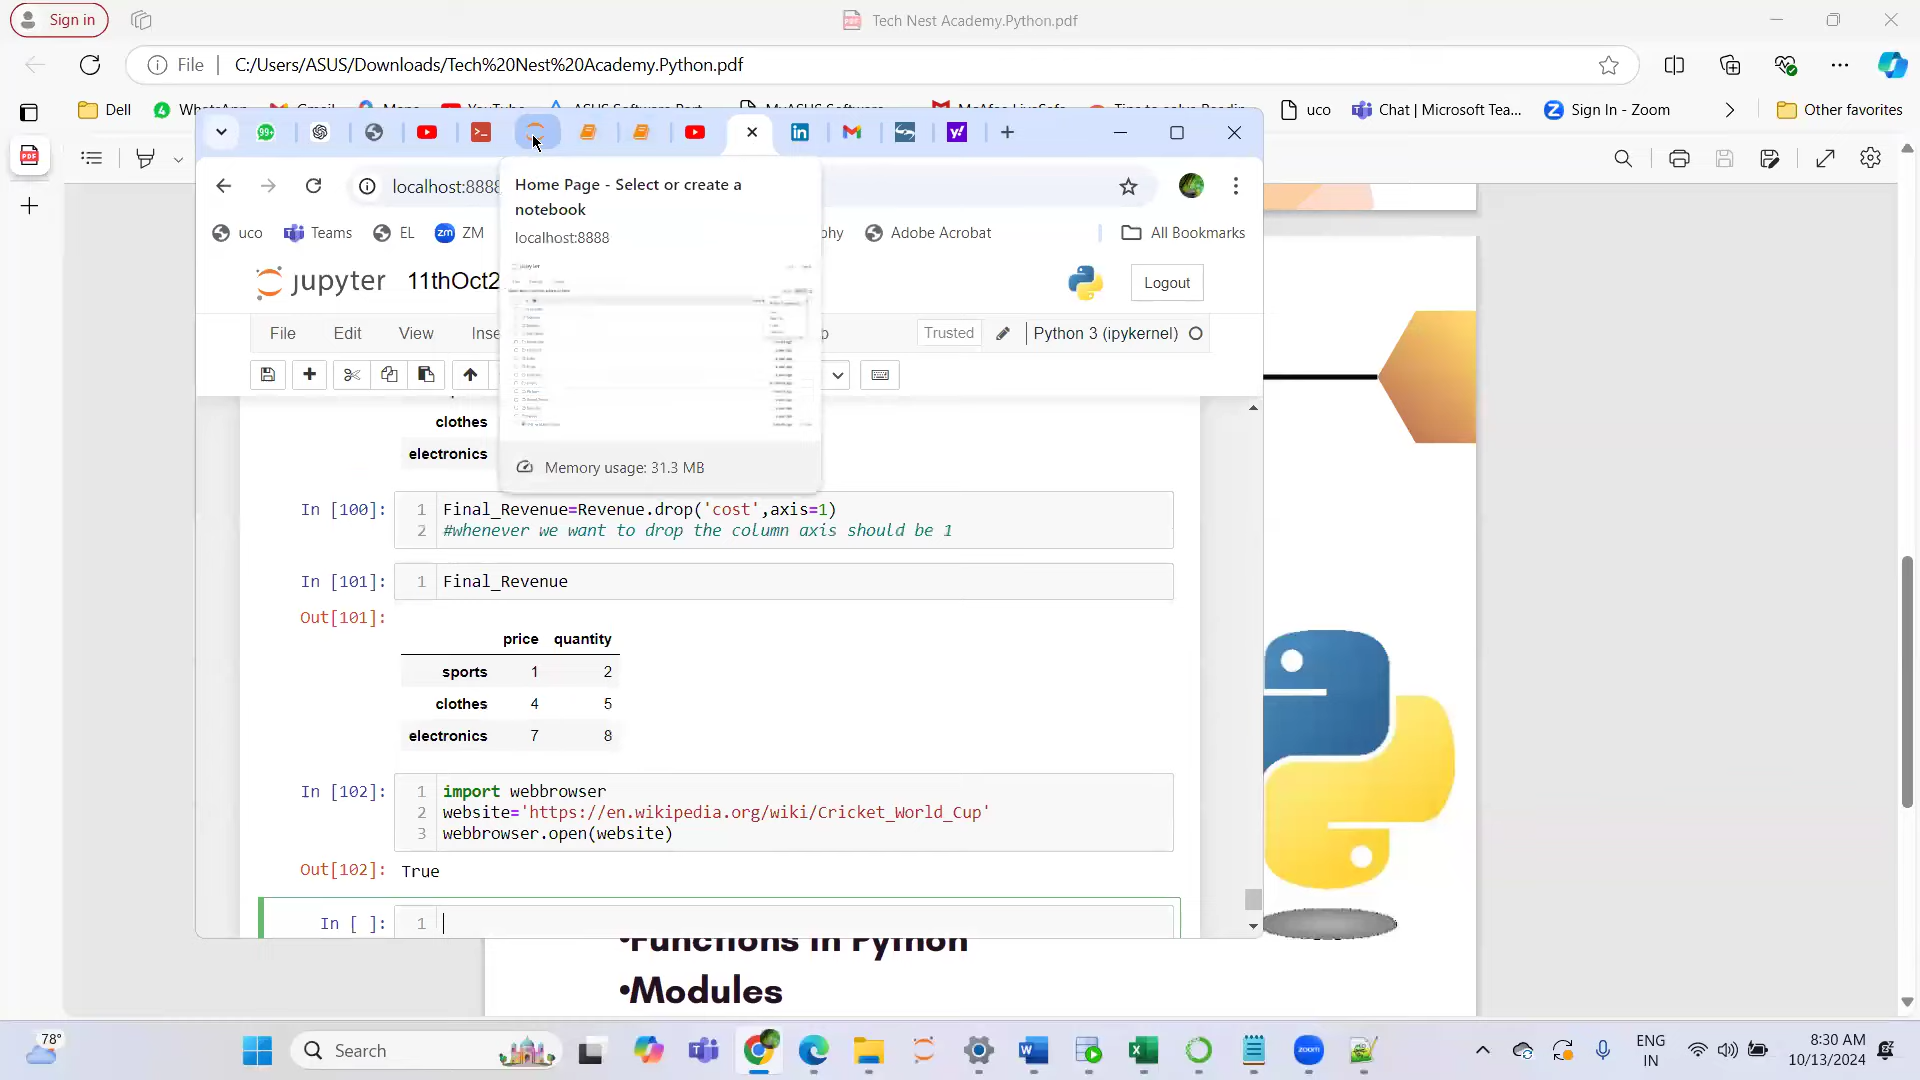 Sign in
Tech Nest Academy.Python.pdf
File
C:/Users/ASUS/Downloads/Tech%20Nest%20Academy.Python.pdf
Dell
uco
Chat | Microsoft Tea...
Sign In - Zoom
Other favorites
99+
localhost:8888
Home Page - Select or create a
notebook
localhost:8888
Memory usage: 31.3 MB
uco
Teams
EL
ZM
Adobe Acrobat
All Bookmarks
jupyter
11thOct2
Logout
File
Edit
View
Trusted
Python 3 (ipykernel)
clothes
electronics
In [100]:
1 Final_Revenue=Revenue.drop('cost',axis=1)
2 #whenever we want to drop the column axis should be 1
In [101]:
1 Final_Revenue
Out[101]:
price quantity
sports 1 2
clothes 4 5
electronics 7 8
In [102]:
1 import webbrowser
2 website='https://en.wikipedia.org/wiki/Cricket_World_Cup'
3 webbrowser.open(website)
Out[102]: True
In [ ]: 1
•Functions in Python
•Modules
78°
Search
ENG
IN
8:30 AM
10/13/2024